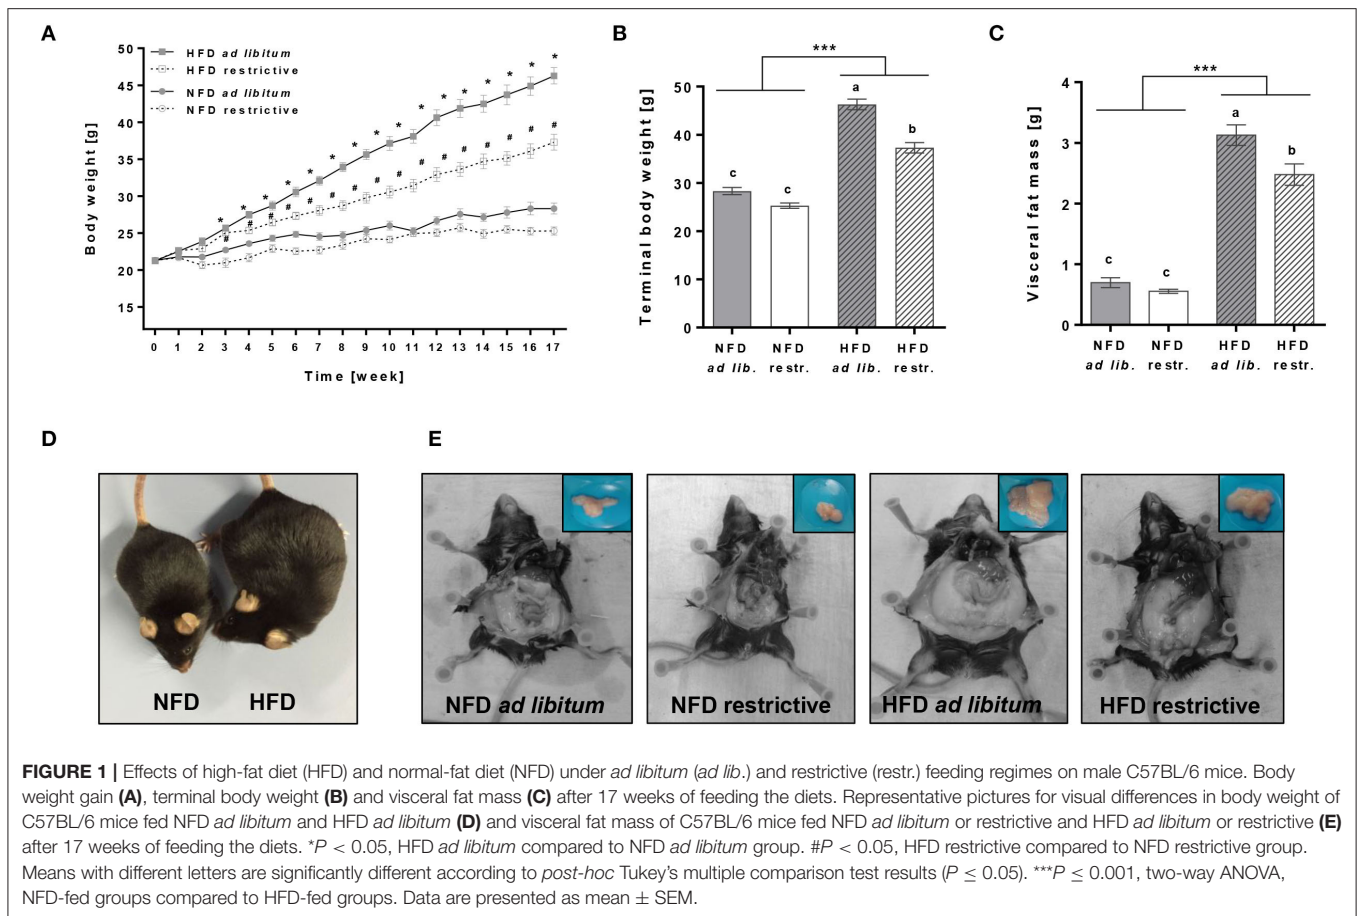 A
Body weight [g]
50
45
40
35
30
25
20
15
HFD ad libitum
HFD restrictive
NFD ad libitum
NFD restrictive
* * * * * * * * * * * * * * *
# # # # # # # # # # # # # # #
0 1 2 3 4 5 6 7 8 9 10 11 12 13 14 15 16 17
Time [week]
B
Terminal body weight [g]
50
40
30
20
10
0
***
c c a b
NFD NFD HFD HFD
ad lib. restr. ad lib. restr.
C
Visceral fat mass [g]
4
3
2
1
0
***
c c a b
NFD NFD HFD HFD
ad lib. restr. ad lib. restr.
D
NFD HFD
E
NFD ad libitum
NFD restrictive
HFD ad libitum
HFD restrictive
FIGURE 1 | Effects of high-fat diet (HFD) and normal-fat diet (NFD) under ad libitum (ad lib.) and restrictive (restr.) feeding regimes on male C57BL/6 mice. Body
weight gain (A), terminal body weight (B) and visceral fat mass (C) after 17 weeks of feeding the diets. Representative pictures for visual differences in body weight of
C57BL/6 mice fed NFD ad libitum and HFD ad libitum (D) and visceral fat mass of C57BL/6 mice fed NFD ad libitum or restrictive and HFD ad libitum or restrictive (E)
after 17 weeks of feeding the diets. *P < 0.05, HFD ad libitum compared to NFD ad libitum group. #P < 0.05, HFD restrictive compared to NFD restrictive group.
Means with different letters are significantly different according to post-hoc Tukey's multiple comparison test results (P ≤ 0.05). ***P ≤ 0.001, two-way ANOVA,
NFD-fed groups compared to HFD-fed groups. Data are presented as mean ± SEM.